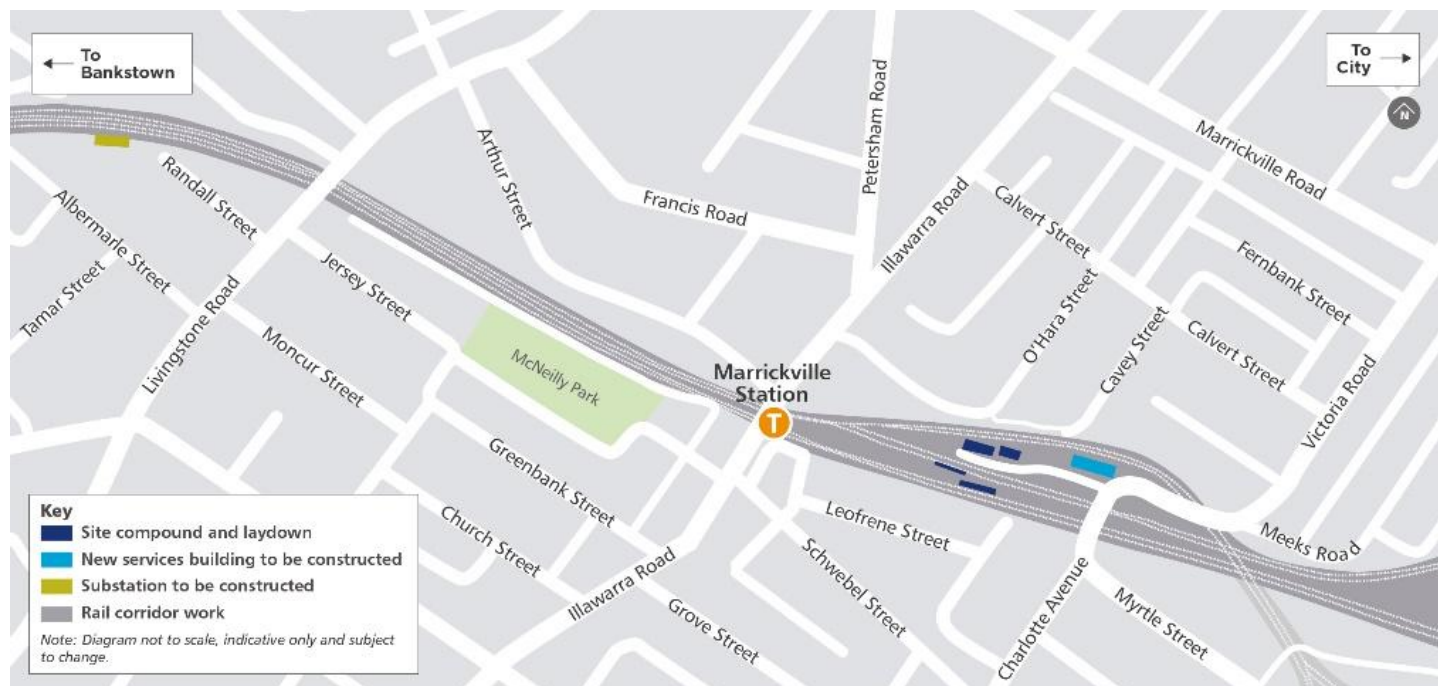 To
Bankstown
To
City
N
Marrickville Road
Petersham Road
Arthur Street
Randall Street
Francis Road
Illawarra Road
Calvert Street
Albermarle Street
Fernbank Street
Tamar Street
Jersey Street
Livingstone Road
O'Hara Street
Cavey Street
Calvert Street
Moncur Street
McNeilly Park
Marrickville
Station
T
Victoria Road
Greenbank Street
Church Street
Leofrene Street
Meeks Road
Schwebel Street
Illawarra Road
Grove Street
Charlotte Avenue
Myrtle Street
Key
Site compound and laydown
New services building to be constructed
Substation to be constructed
Rail corridor work
Note: Diagram not to scale, indicative only and subject
to change.